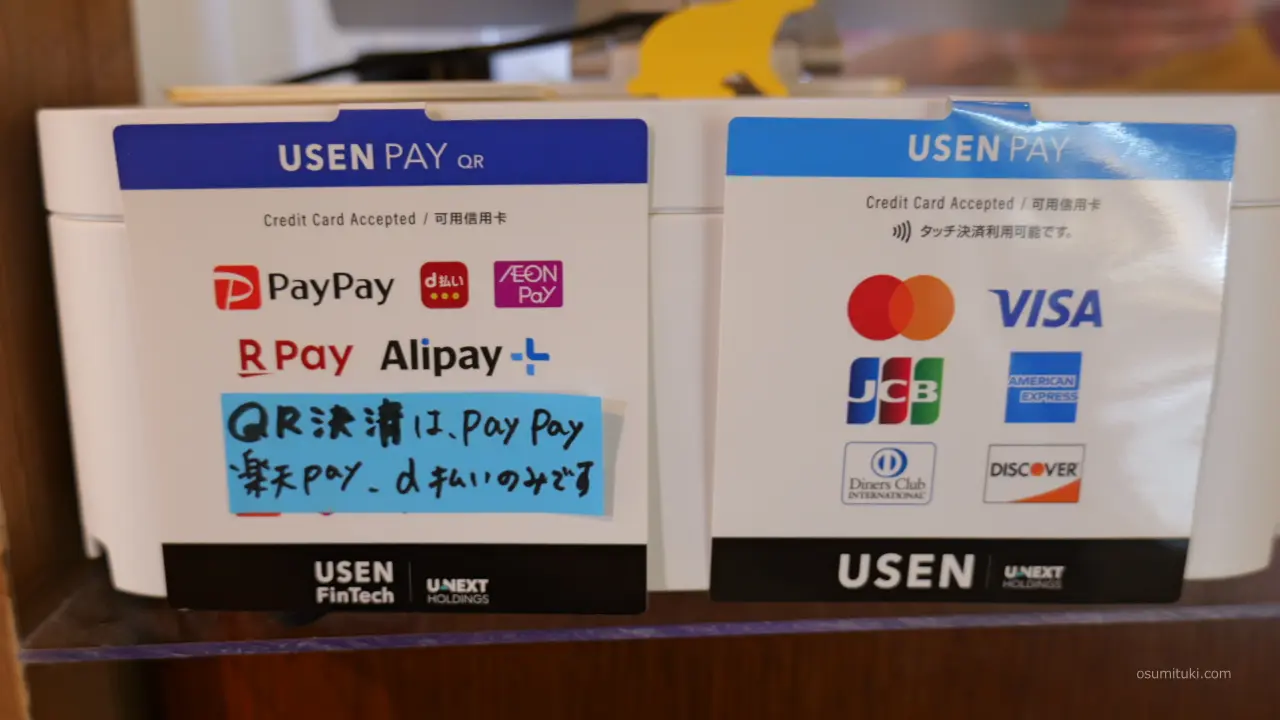 USEN PAY QR
Credit Card Accepted / 可用信用卡
PayPay d払い ÆON Pay
R Pay Alipay+
QR決済は、PayPay
楽天pay、d払いのみです
USEN FinTech U-NEXT HOLDINGS
USEN PAY
Credit Card Accepted / 可用信用卡
タッチ決済利用可能です。
VISA
JCB AMERICAN EXPRESS
Diners Club INTERNATIONAL DISCOVER
USEN U-NEXT HOLDINGS
osumituki.com